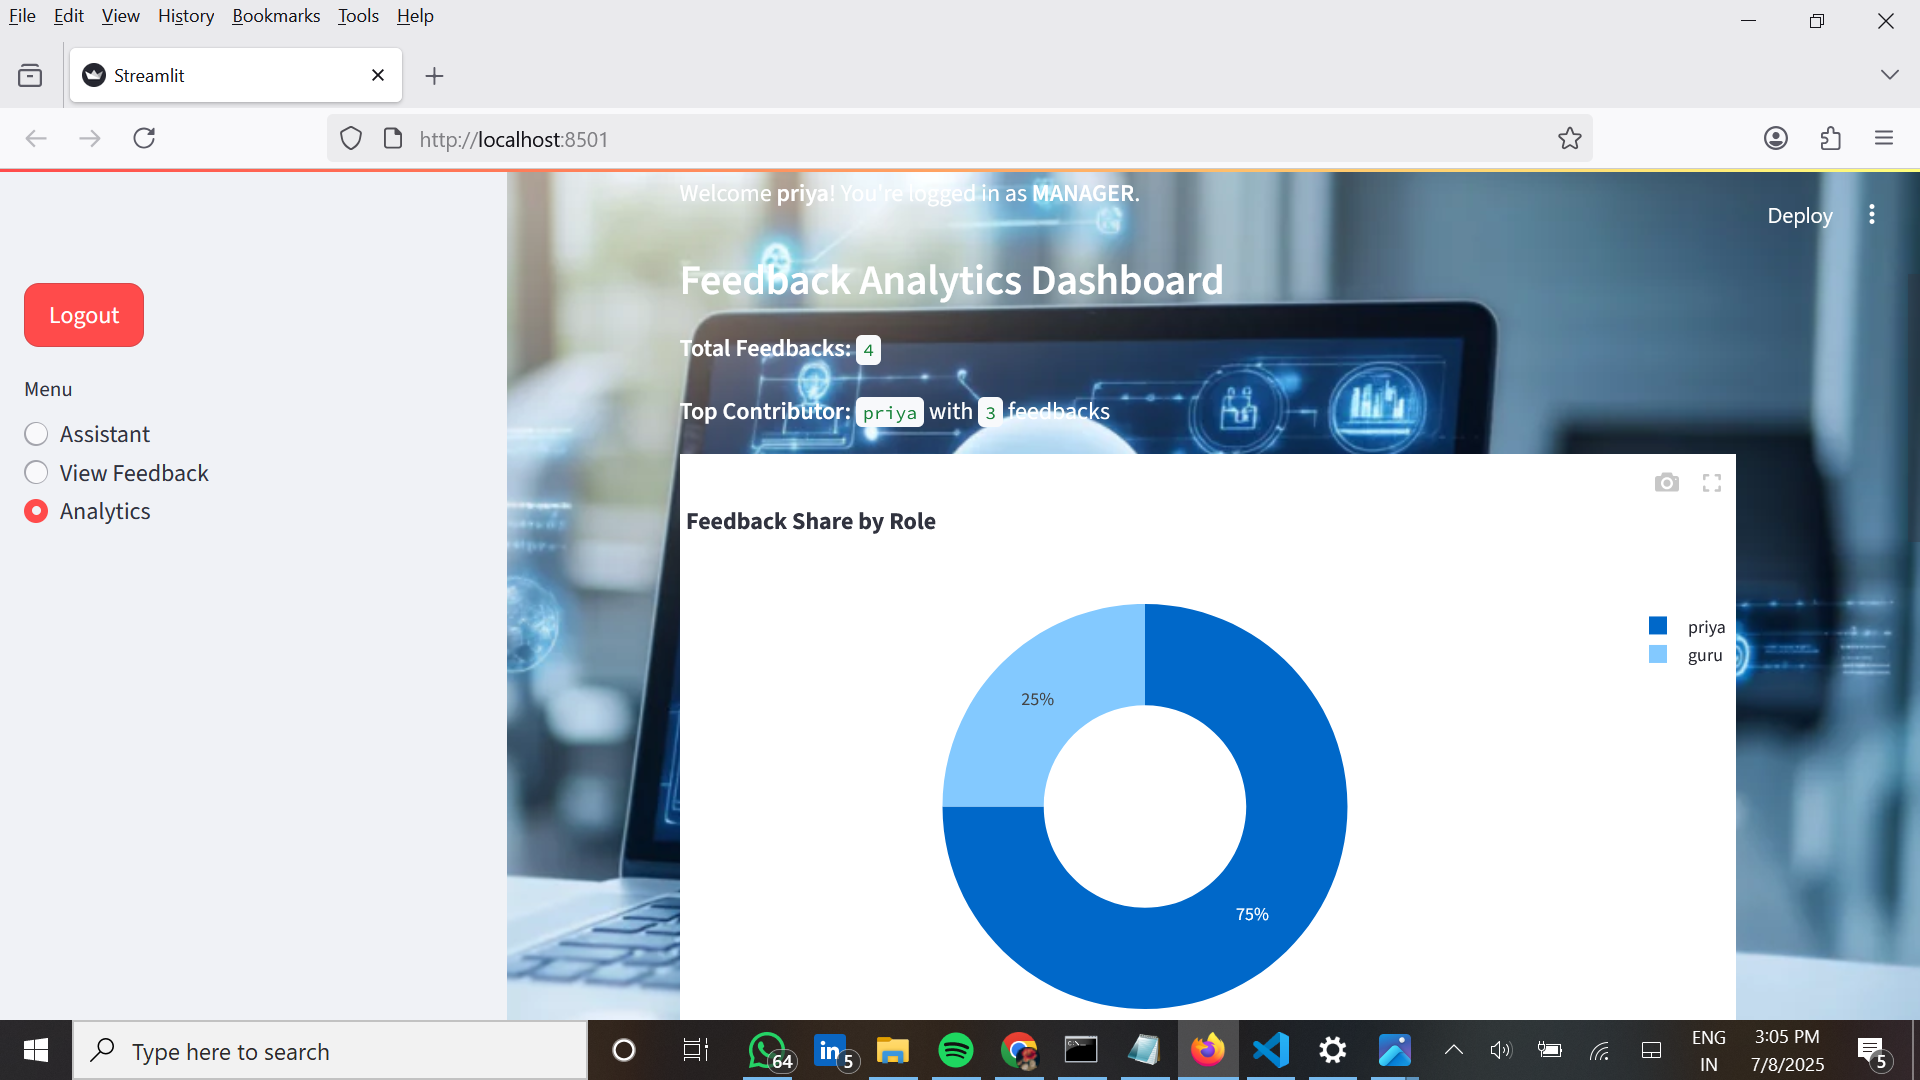 File Edit View History Bookmarks Tools Help
Streamlit
http://localhost:8501
Welcome priya! You're logged in as MANAGER.
Deploy
Logout
Menu
Assistant
View Feedback
Analytics
Feedback Analytics Dashboard
Total Feedbacks: 4
Top Contributor: priya with 3 feedbacks
Feedback Share by Role
priya
guru
25%
75%
Type here to search
64
in 5
ENG
IN
3:05 PM
7/8/2025
5